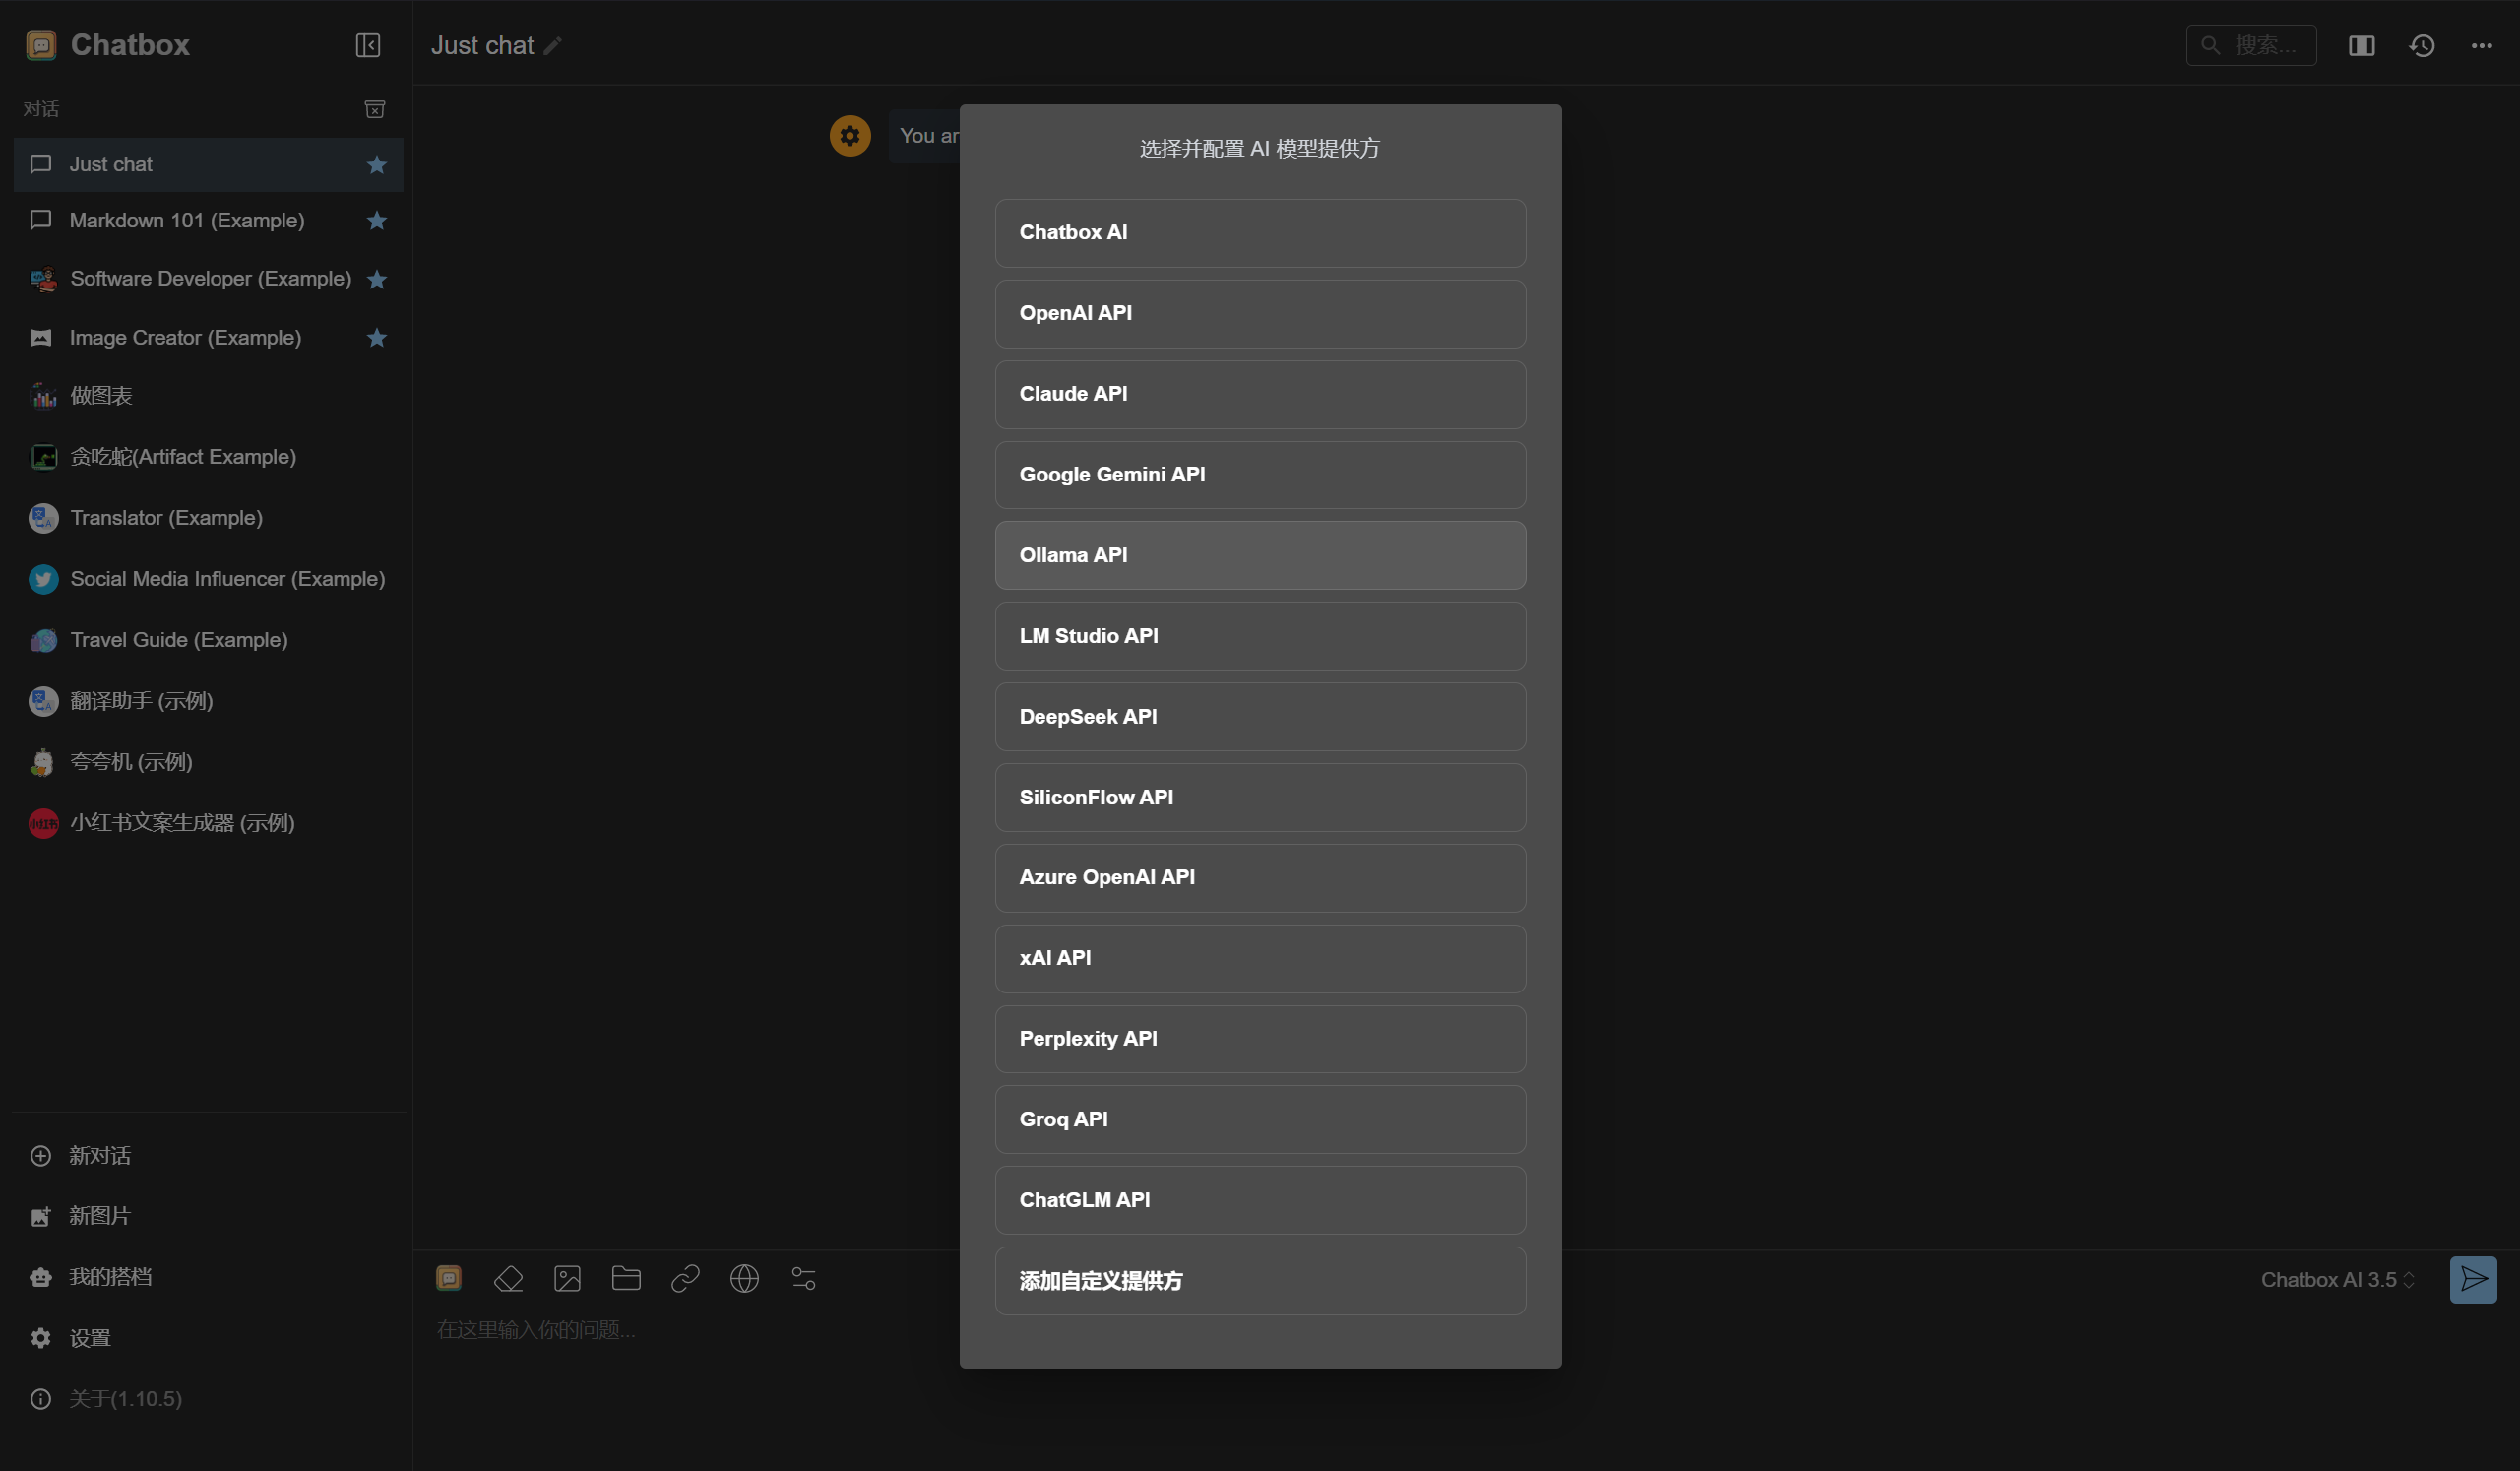 Chatbox
对话
Just chat
Markdown 101 (Example)
Software Developer (Example)
Image Creator (Example)
做图表
贪吃蛇(Artifact Example)
Translator (Example)
Social Media Influencer (Example)
Travel Guide (Example)
翻译助手 (示例)
夸夸机 (示例)
小红书
小红书文案生成器 (示例)
新对话
新图片
我的搭档
设置
关于(1.10.5)
Just chat
搜索...
You ar
选择并配置 AI 模型提供方
Chatbox AI
OpenAI API
Claude API
Google Gemini API
Ollama API
LM Studio API
DeepSeek API
SiliconFlow API
Azure OpenAI API
xAI API
Perplexity API
Groq API
ChatGLM API
添加自定义提供方
Chatbox AI 3.5
在这里输入你的问题...